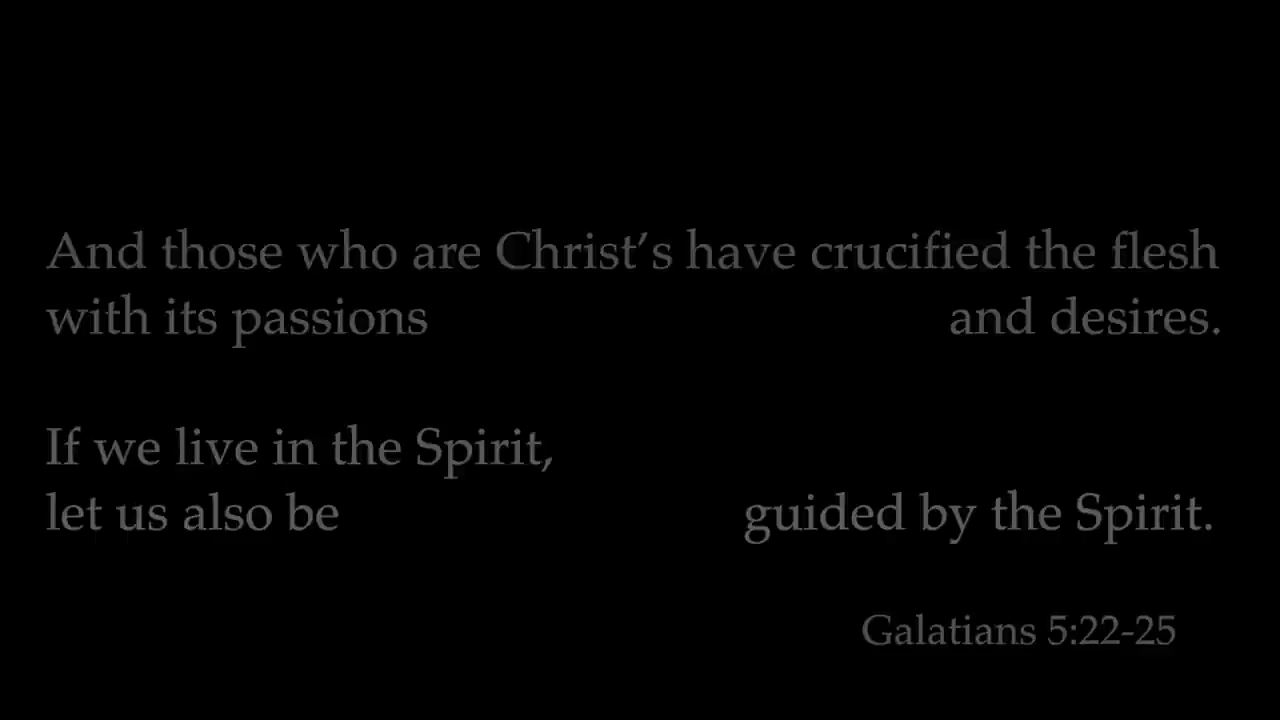 And those who are Christ’s have crucified the flesh
with its passions and desires.
If we live in the Spirit,
let us also be guided by the Spirit.
Galatians 5:22-25